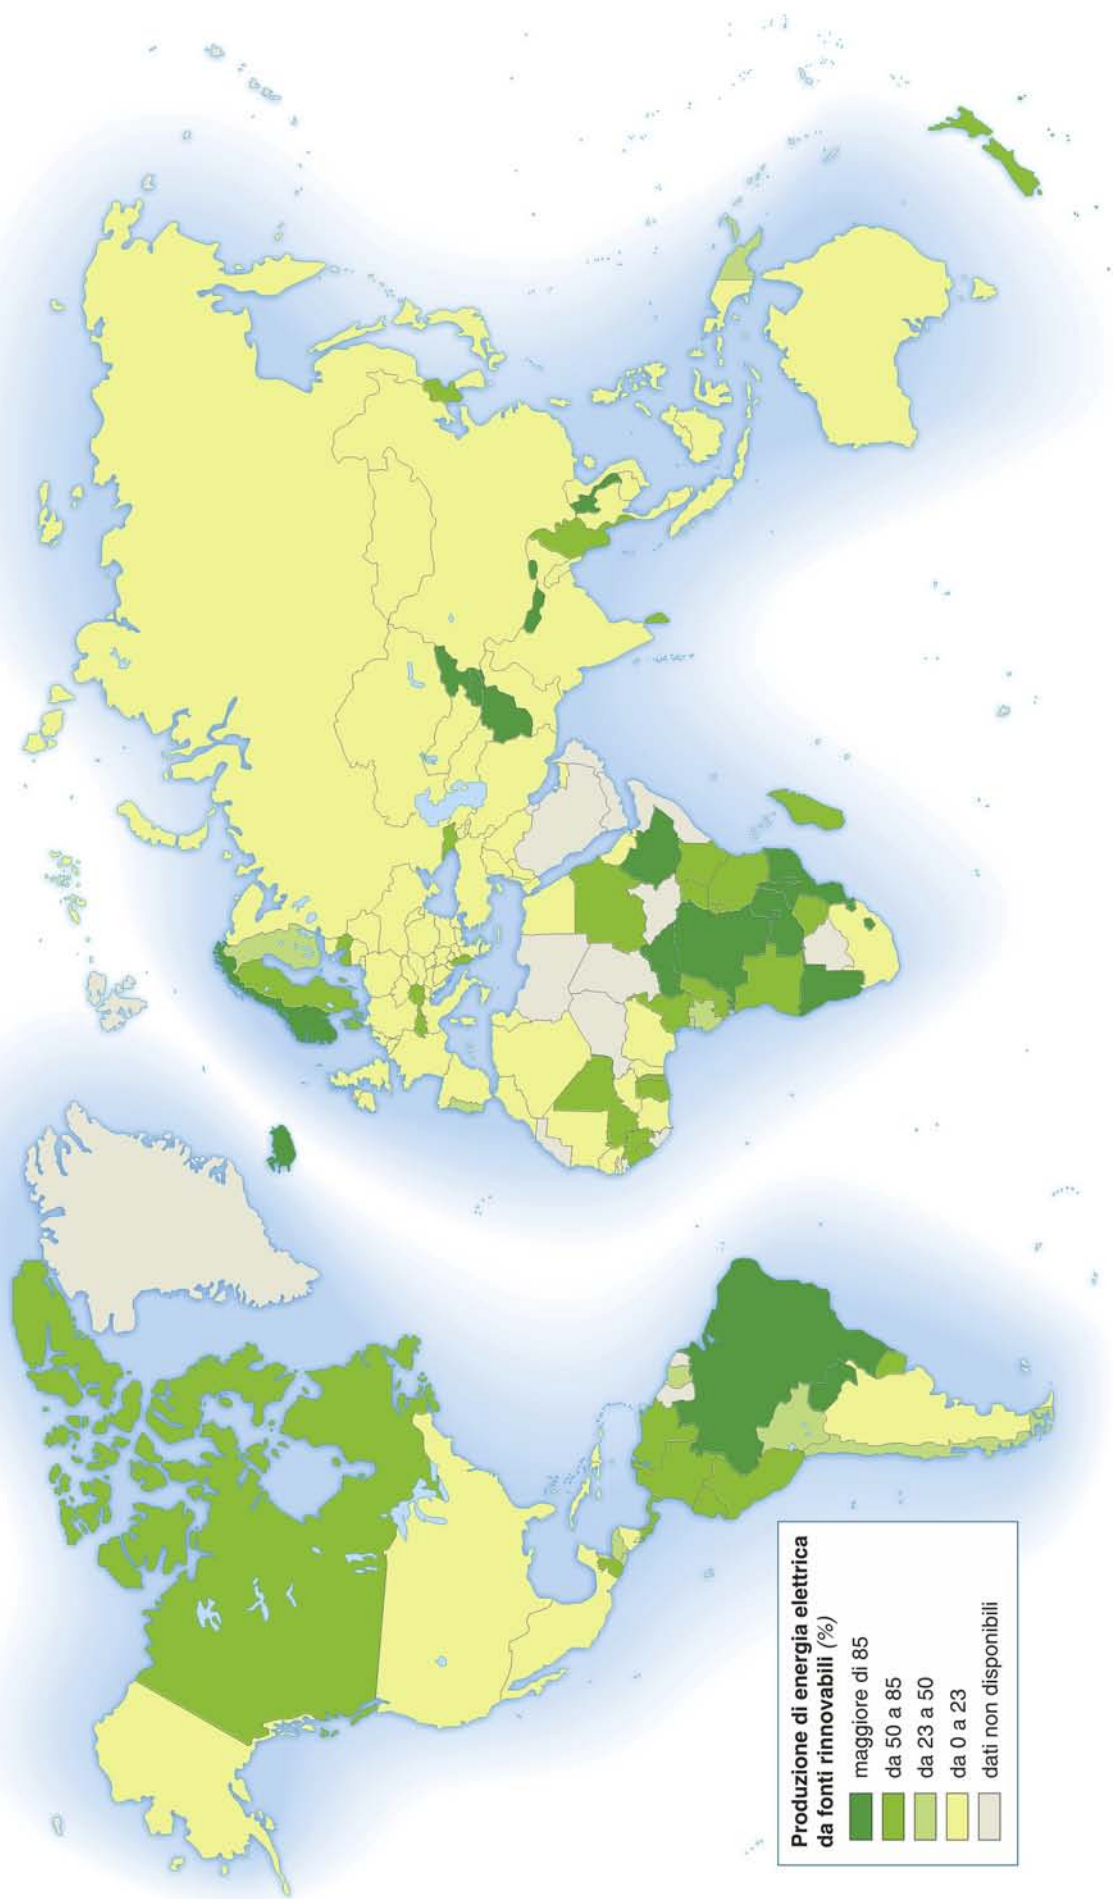 Produzione di energia elettrica
da fonti rinnovabili (%)
maggiore di 85
da 50 a 85
da 23 a 50
da 0 a 23
dati non disponibili